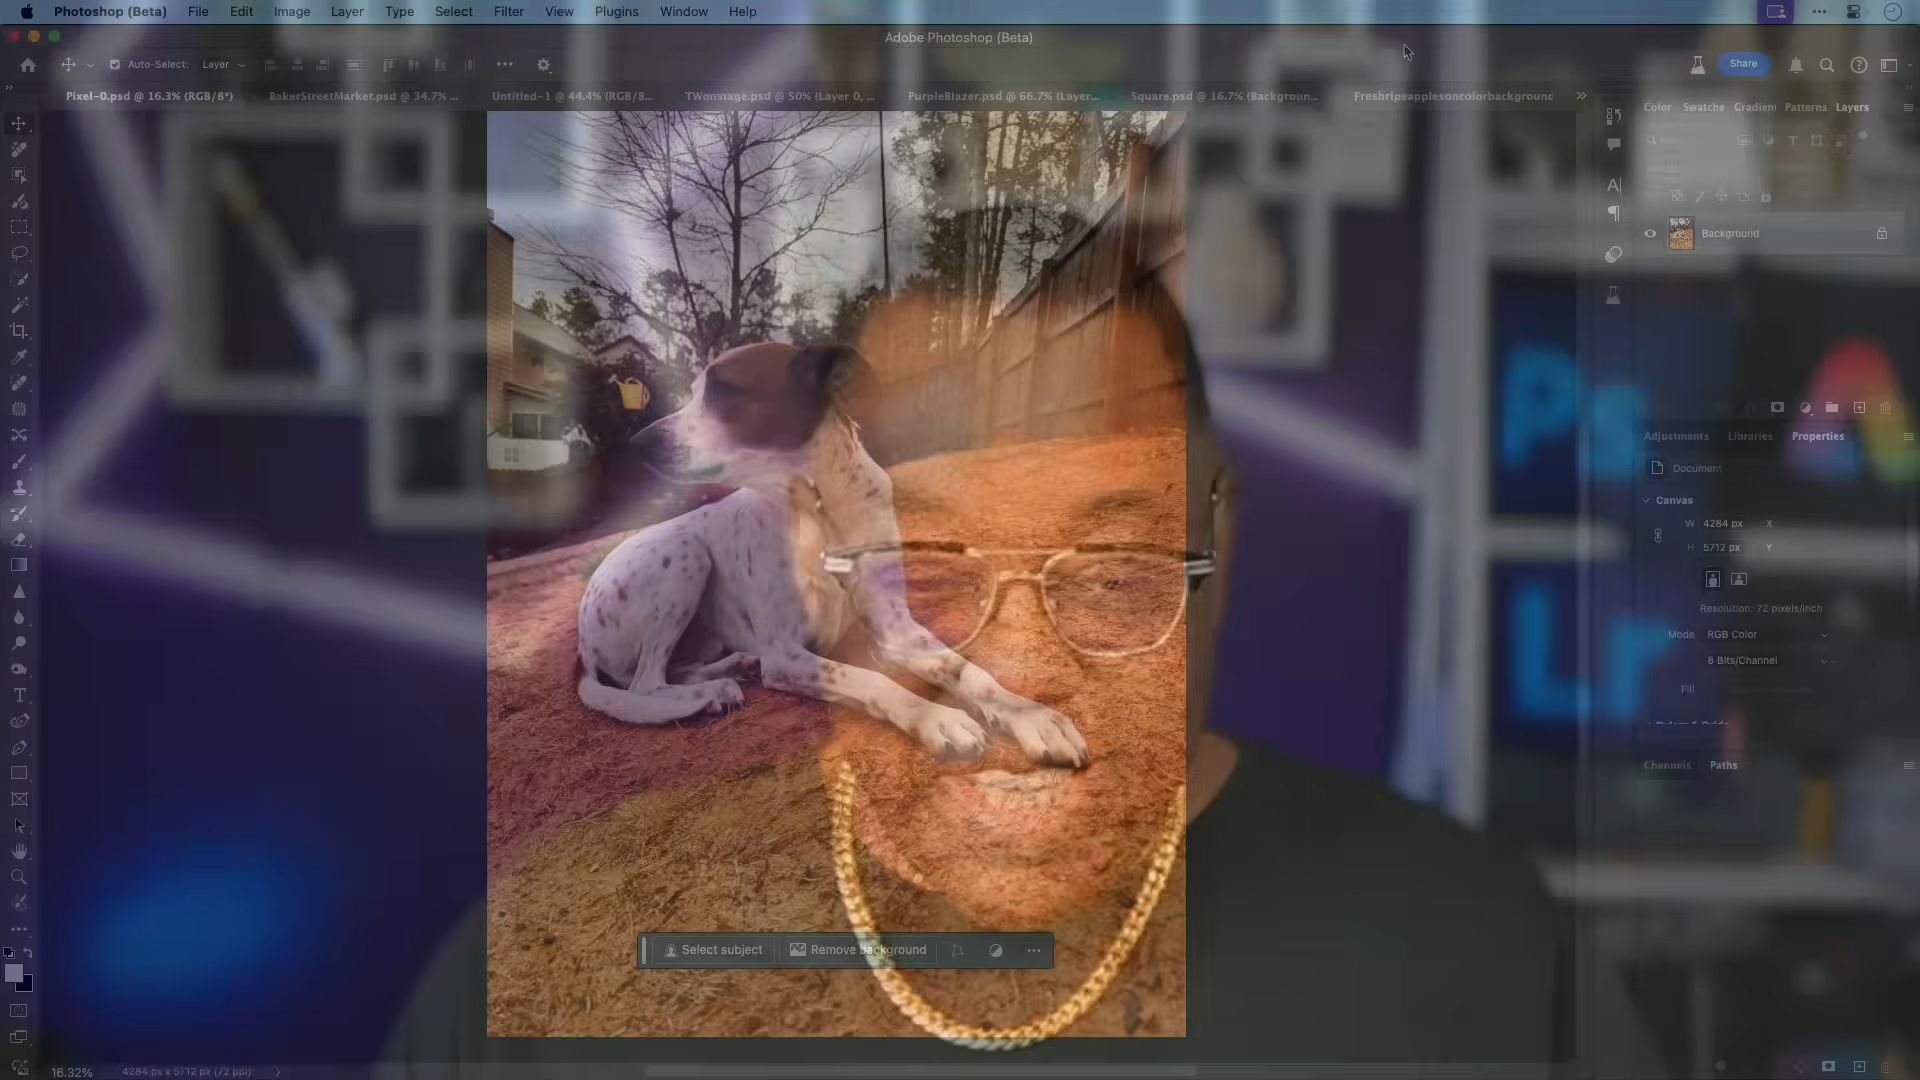 Photoshop (Beta) File Edit Image Layer Type Select Filter View Plugins Window Help
Adobe Photoshop (Beta)
Auto-Select: Layer
Share
Pixel-0.psd @ 16.3% (RGB/8*)
BakerStreetMarket.psd @ 34.7% ...
Untitled-1 @ 44.4% (RGB/8...
TWonstage.psd @ 50% (Layer 0, ...
PurpleBlazer.psd @ 66.7% (Layer...
Square.psd @ 16.7% (Backgroun...
Freshripeapplesoncolorbackground
Color Swatche Gradient Patterns Layers
Background
Ps
Adjustments Libraries Properties
Document
Canvas
W 4284 px X
H 5712 px Y
Resolution: 72 pixels/inch
Mode RGB Color
8 Bits/Channel
Lr
Fill
Channels Paths
Select subject Remove background
16.32% 4284 px x 5712 px (72 ppi)